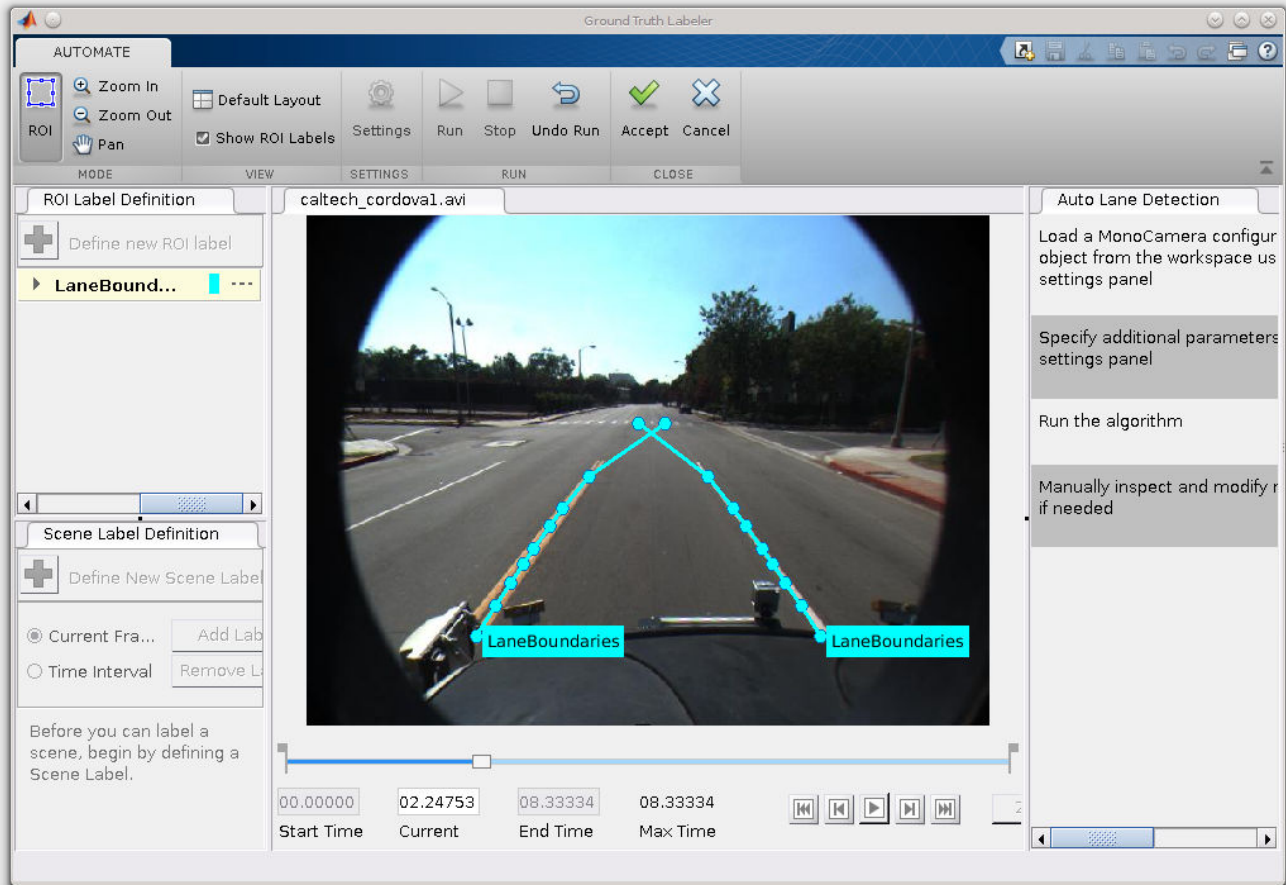 Ground Truth Labeler
AUTOMATE
ROI
Zoom In
Zoom Out
Pan
MODE
Default Layout
Show ROI Labels
VIEW
Settings
SETTINGS
Run
Stop
Undo Run
RUN
Accept
Cancel
CLOSE
ROI Label Definition
Define new ROI label
LaneBound...
Scene Label Definition
Define New Scene Label
Current Fra...
Add Lab
Time Interval
Remove La
Before you can label a
scene, begin by defining a
Scene Label.
caltech_cordova1.avi
LaneBoundaries
LaneBoundaries
00.00000
02.24753
08.33334
08.33334
Start Time
Current
End Time
Max Time
Auto Lane Detection
Load a MonoCamera configur
object from the workspace us
settings panel
Specify additional parameters
settings panel
Run the algorithm
Manually inspect and modify r
if needed